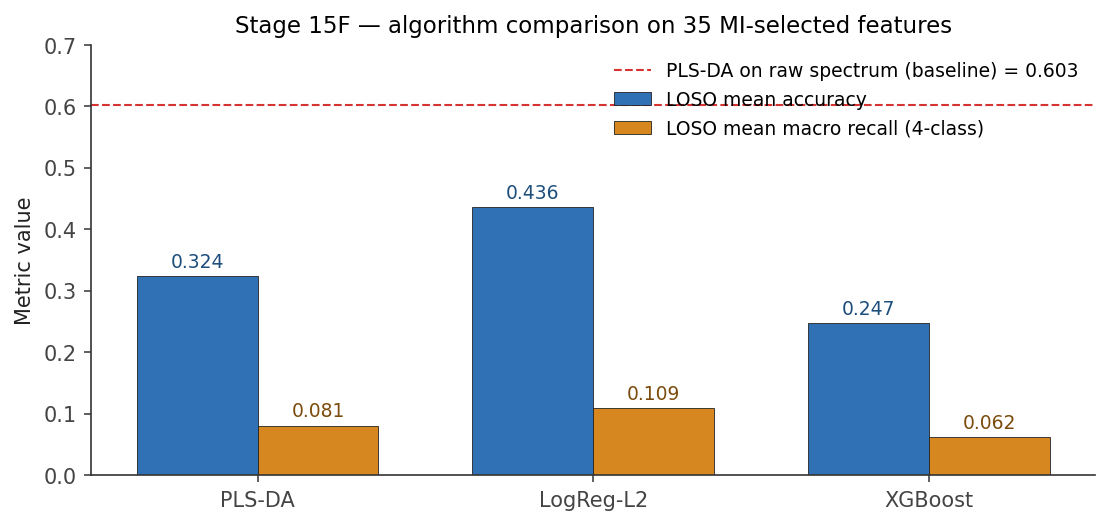 Stage 15F — algorithm comparison on 35 MI-selected features
0.7
0.6
0.5
0.4
0.3
0.2
0.1
0.0
Metric value
PLS-DA on raw spectrum (baseline) = 0.603
LOSO mean accuracy
LOSO mean macro recall (4-class)
0.324
0.081
0.436
0.109
0.247
0.062
PLS-DA
LogReg-L2
XGBoost